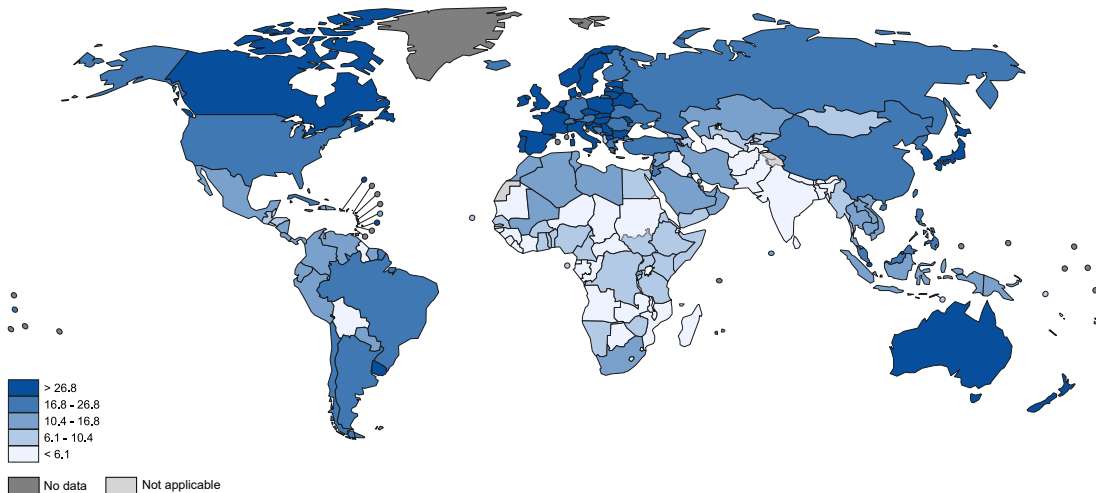 > 26.8
16.8 - 26.8
10.4 - 16.8
6.1 - 10.4
< 6.1
No data
Not applicable